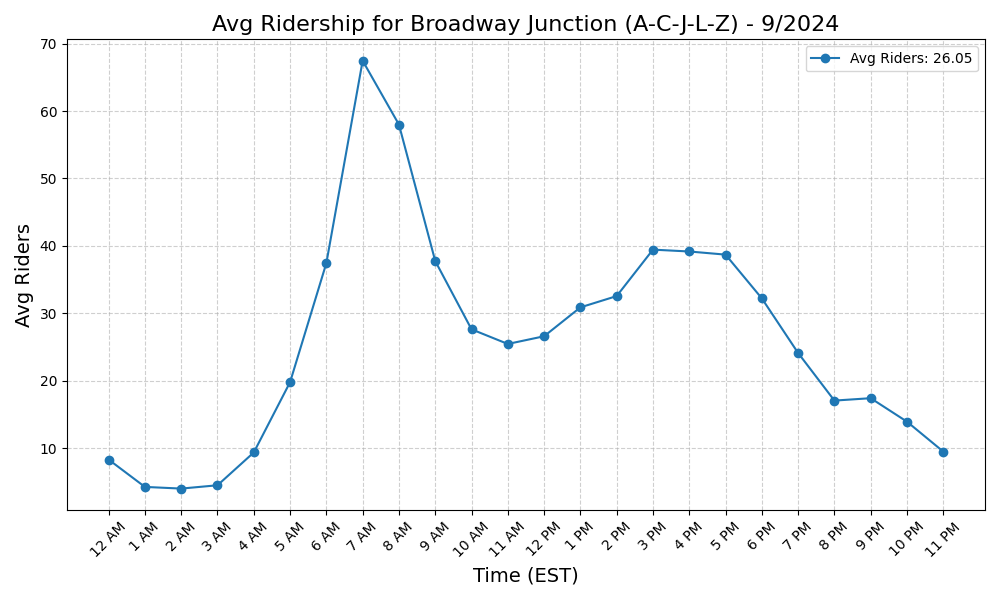 Avg Ridership for Broadway Junction (A-C-J-L-Z) - 9/2024
Avg Riders: 26.05
Avg Riders
70
60
50
40
30
20
10
12 AM
1 AM
2 AM
3 AM
4 AM
5 AM
6 AM
7 AM
8 AM
9 AM
10 AM
11 AM
12 PM
1 PM
2 PM
3 PM
4 PM
5 PM
6 PM
7 PM
8 PM
9 PM
10 PM
11 PM
Time (EST)